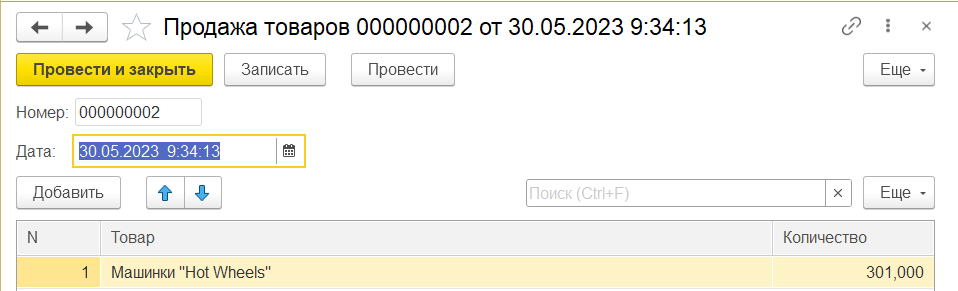 Продажа товаров 000000002 от 30.05.2023 9:34:13
Провести и закрыть Записать Провести Еще
Номер: 000000002
Дата: 30.05.2023 9:34:13
Добавить Поиск (Ctrl+F) Еще
N Товар Количество
1 Машинки "Hot Wheels" 301,000